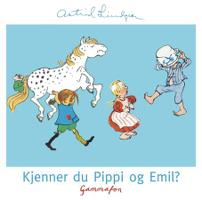 Astrid Lindgren
Kjenner du Pippi og Emil?
Gammafon